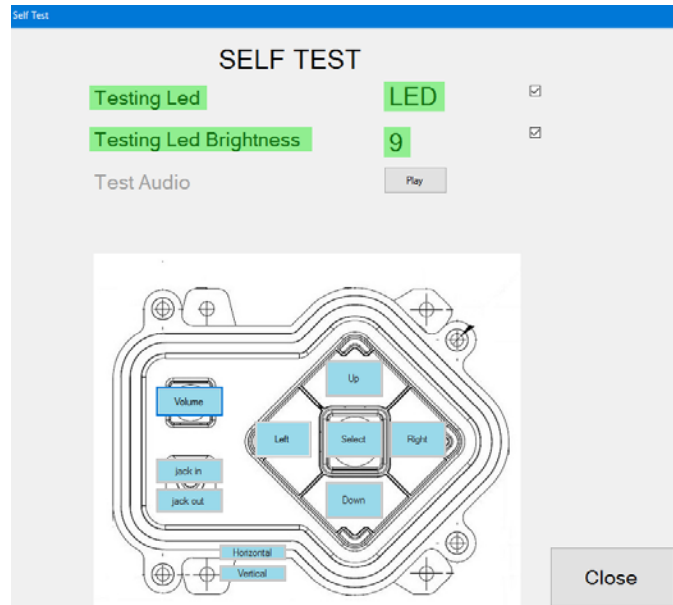 Self Test
SELF TEST
Testing Led LED
Testing Led Brightness 9
Test Audio Play
Up
Volume
Left Select Right
jack in
jack out Down
Horizontal
Vertical
Close